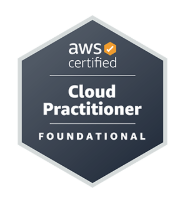 aws
certified
Cloud
Practitioner
FOUNDATIONAL